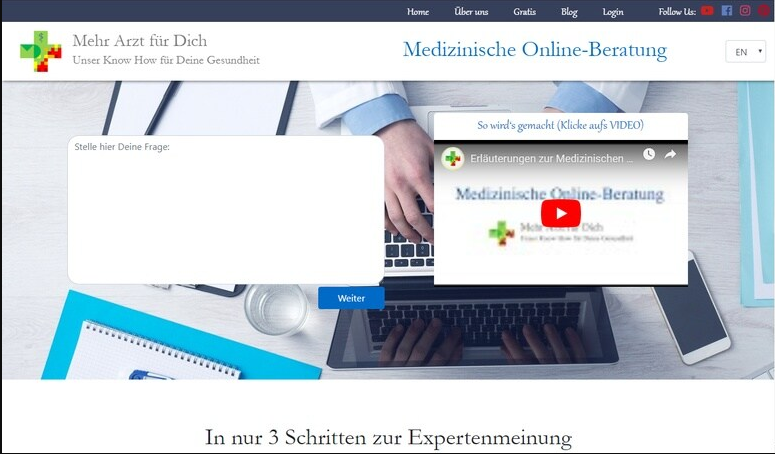 Home Über uns Gratis Blog Login Follow Us:
Mehr Arzt für Dich
Unser Know How für Deine Gesundheit
Medizinische Online-Beratung
EN
Stelle hier Deine Frage:
So wird's gemacht (Klicke aufs VIDEO)
Erläuterungen zur Medizinischen ...
Medizinische Online-Beratung
Mehr Arzt für Dich
Unser Know How für Deine Gesundheit
Weiter
In nur 3 Schritten zur Expertenmeinung